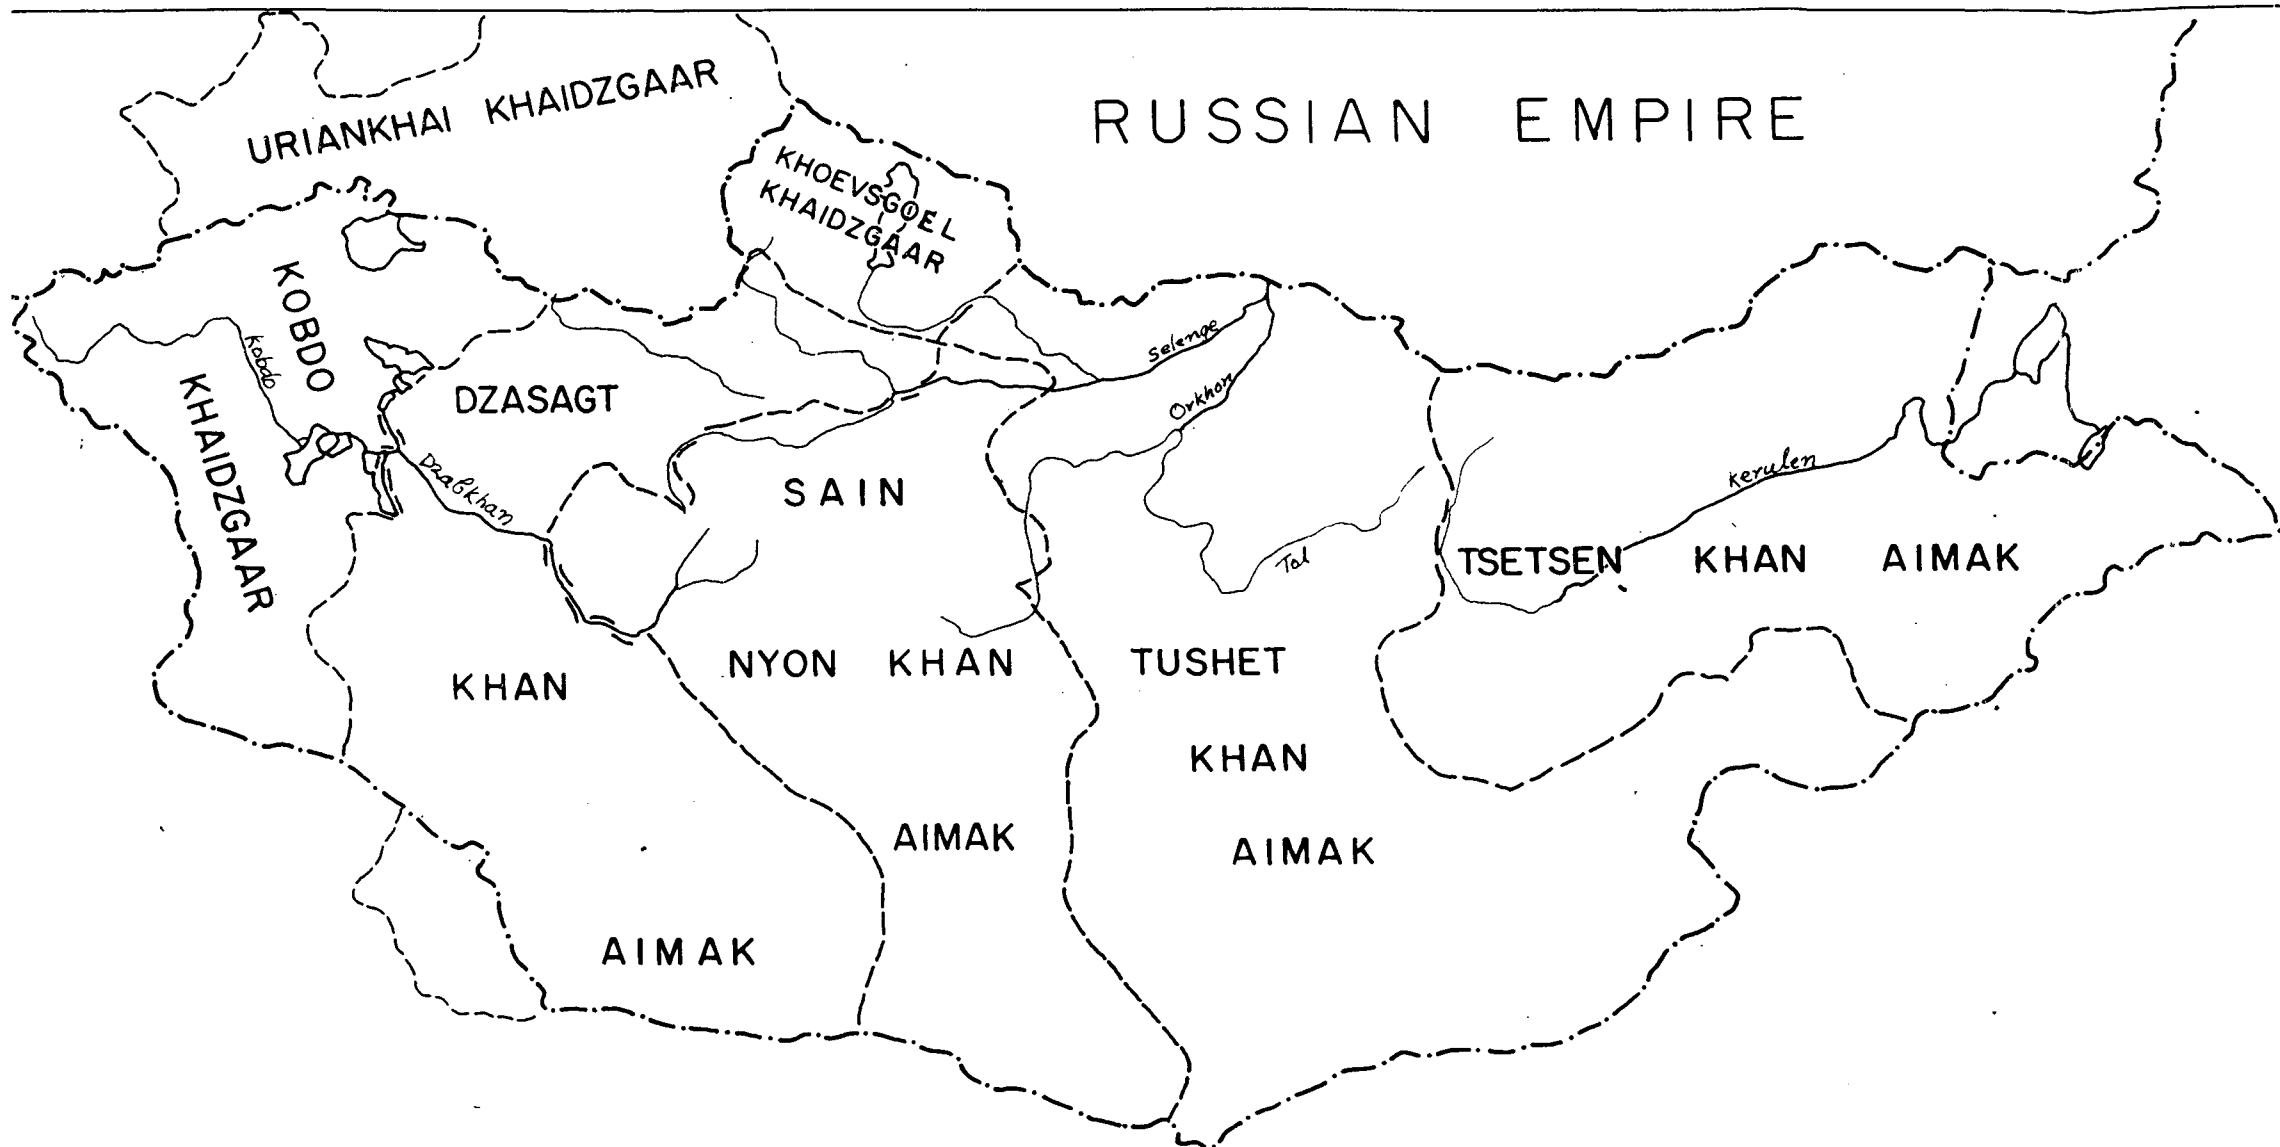 URIANKHAI KHAIDZGAAR
RUSSIAN EMPIRE
KHOEVSGOEL
KHAIDZGAAR
KOBDO
KHAIDZGAAR
Kobdo
DZASAGT
KHAN
AIMAK
Dzabkhan
SAIN
NYON KHAN
AIMAK
Selenge
Orkhon
Tol
TUSHET
KHAN
AIMAK
Kerulen
TSETSEN KHAN AIMAK